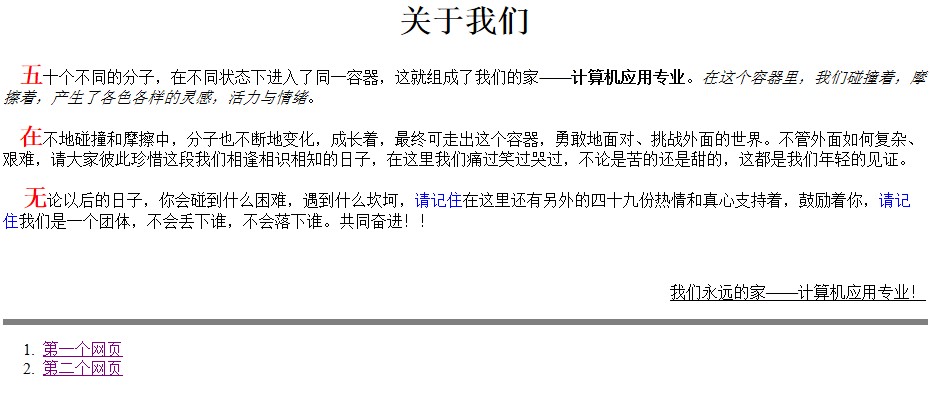 关于我们
五十个不同的分子，在不同状态下进入了同一容器，这就组成了我们的家——计算机应用专业。在这个容器里，我们碰撞着，摩
擦着，产生了各色各样的灵感，活力与情绪。
在不地碰撞和摩擦中，分子也不断地变化，成长着，最终可走出这个容器，勇敢地面对、挑战外面的世界。不管外面如何复杂、
艰难，请大家彼此珍惜这段我们相逢相识相知的日子，在这里我们痛过笑过哭过，不论是苦的还是甜的，这都是我们年轻的见证。
无论以后的日子，你会碰到什么困难，遇到什么坎坷，请记住在这里还有另外的四十九份热情和真心支持着，鼓励着你，请记
住我们是一个团体，不会丢下谁，不会落下谁。共同奋进！！
我们永远的家——计算机应用专业！
1. 第一个网页
2. 第二个网页